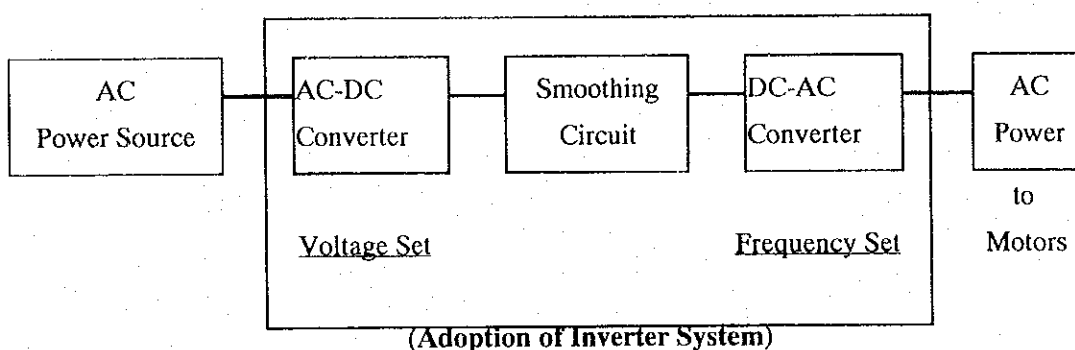 AC
Power Source
AC-DC
Converter
Smoothing
Circuit
DC-AC
Converter
AC
Power
to
Motors
Voltage Set
Frequency Set
(Adoption of Inverter System)